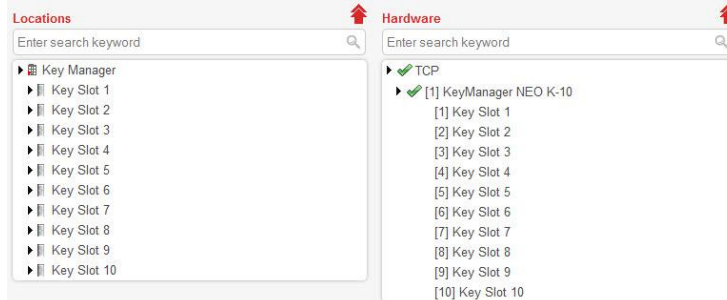 Locations
Enter search keyword
Key Manager
Key Slot 1
Key Slot 2
Key Slot 3
Key Slot 4
Key Slot 5
Key Slot 6
Key Slot 7
Key Slot 8
Key Slot 9
Key Slot 10
Hardware
Enter search keyword
TCP
[1] KeyManager NEO K-10
[1] Key Slot 1
[2] Key Slot 2
[3] Key Slot 3
[4] Key Slot 4
[5] Key Slot 5
[6] Key Slot 6
[7] Key Slot 7
[8] Key Slot 8
[9] Key Slot 9
[10] Key Slot 10